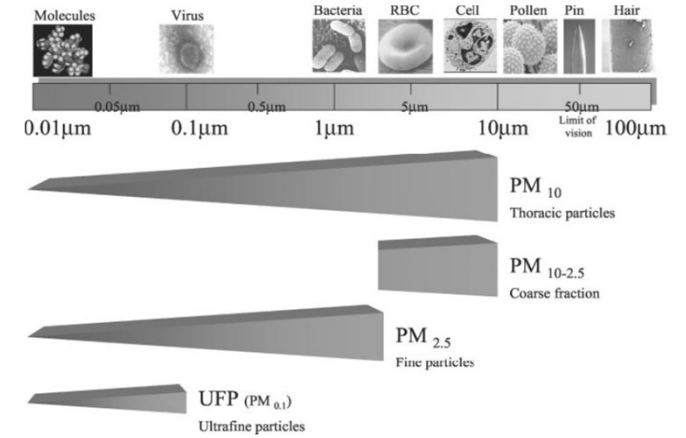 Molecules
Virus
Bacteria
RBC
Cell
Pollen
Pin
Hair
0.05µm
0.5µm
5µm
50µm
0.01µm
0.1µm
1µm
10µm
Limit of
vision
100µm
PM 10
Thoracic particles
PM 10-2.5
Coarse fraction
PM 2.5
Fine particles
UFP (PM 0.1)
Ultrafine particles